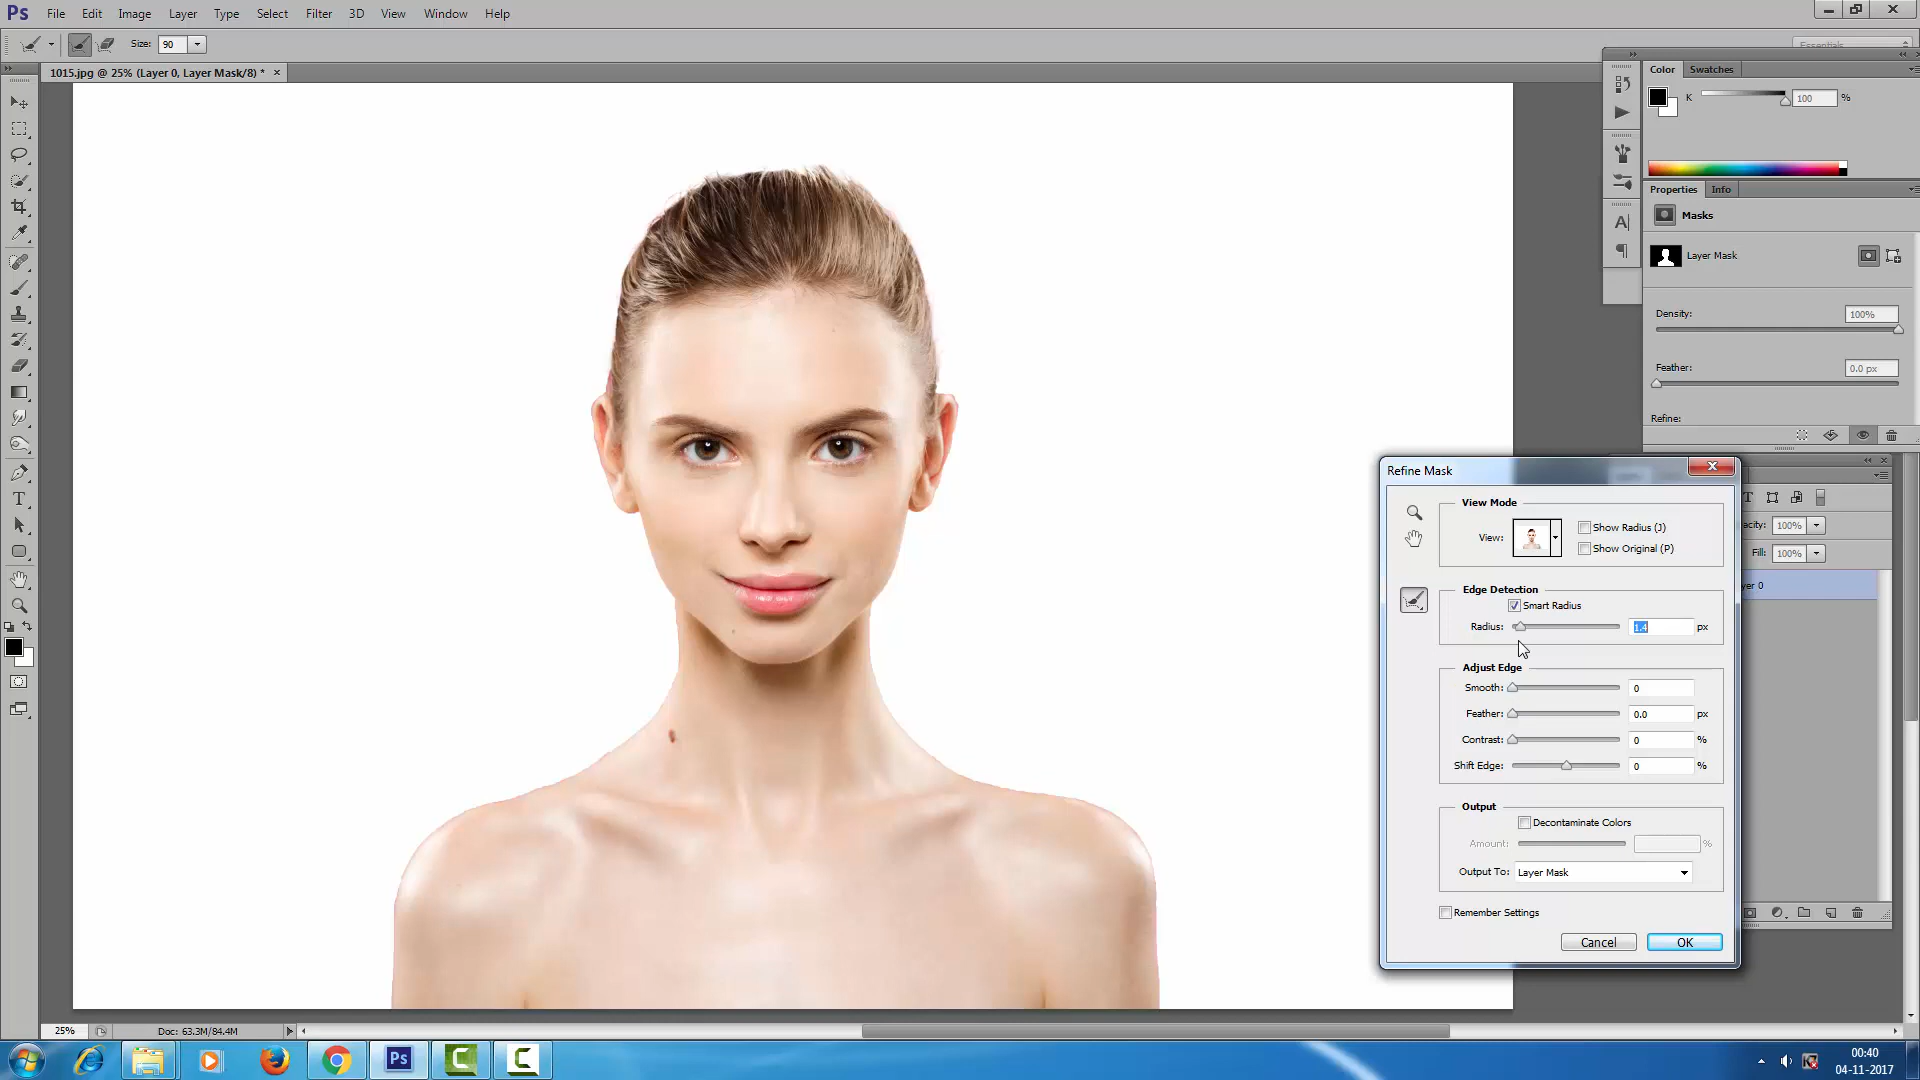 Ps File Edit Image Layer Type Select Filter 3D View Window Help
Size: 90
Essentials
1015.jpg @ 25% (Layer 0, Layer Mask/8) * ×
Color Swatches
K 100 %
Properties Info
Masks
Layer Mask
Density: 100%
Feather: 0.0 px
Refine:
Refine Mask
View Mode
View:
Show Radius (J)
Show Original (P)
Edge Detection
Smart Radius
Radius: 1.4 px
Adjust Edge
Smooth: 0
Feather: 0.0 px
Contrast: 0 %
Shift Edge: 0 %
Output
Decontaminate Colors
Amount: %
Output To: Layer Mask
Remember Settings
Cancel OK
acity: 100%
Fill: 100%
yer 0
25% Doc: 63.3M/84.4M
Ps
00:40
04-11-2017